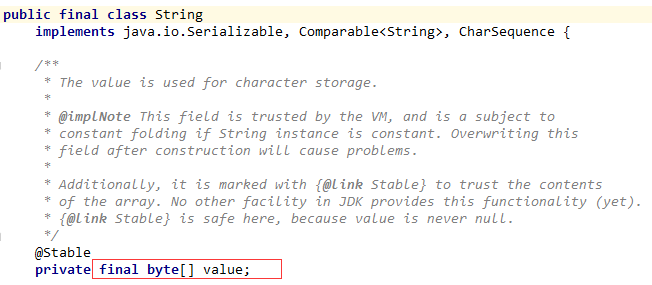 public final class String
implements java.io.Serializable, Comparable<String>, CharSequence {
/**
* The value is used for character storage.
*
* @implNote This field is trusted by the VM, and is a subject to
* constant folding if String instance is constant. Overwriting this
* field after construction will cause problems.
*
* Additionally, it is marked with {@link Stable} to trust the contents
* of the array. No other facility in JDK provides this functionality (yet).
* {@link Stable} is safe here, because value is never null.
*/
@Stable
private final byte[] value;